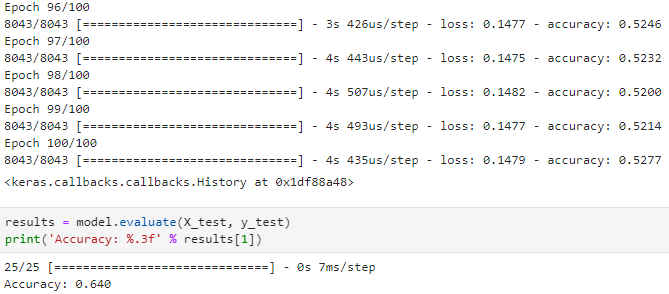 Epoch 96/100
8043/8043 [==============================] - 3s 426us/step - loss: 0.1477 - accuracy: 0.5246
Epoch 97/100
8043/8043 [==============================] - 4s 443us/step - loss: 0.1475 - accuracy: 0.5232
Epoch 98/100
8043/8043 [==============================] - 4s 507us/step - loss: 0.1482 - accuracy: 0.5200
Epoch 99/100
8043/8043 [==============================] - 4s 493us/step - loss: 0.1477 - accuracy: 0.5214
Epoch 100/100
8043/8043 [==============================] - 4s 435us/step - loss: 0.1479 - accuracy: 0.5277
<keras.callbacks.callbacks.History at 0x1df88a48>
results = model.evaluate(X_test, y_test)
print('Accuracy: %.3f' % results[1])
25/25 [==============================] - 0s 7ms/step
Accuracy: 0.640